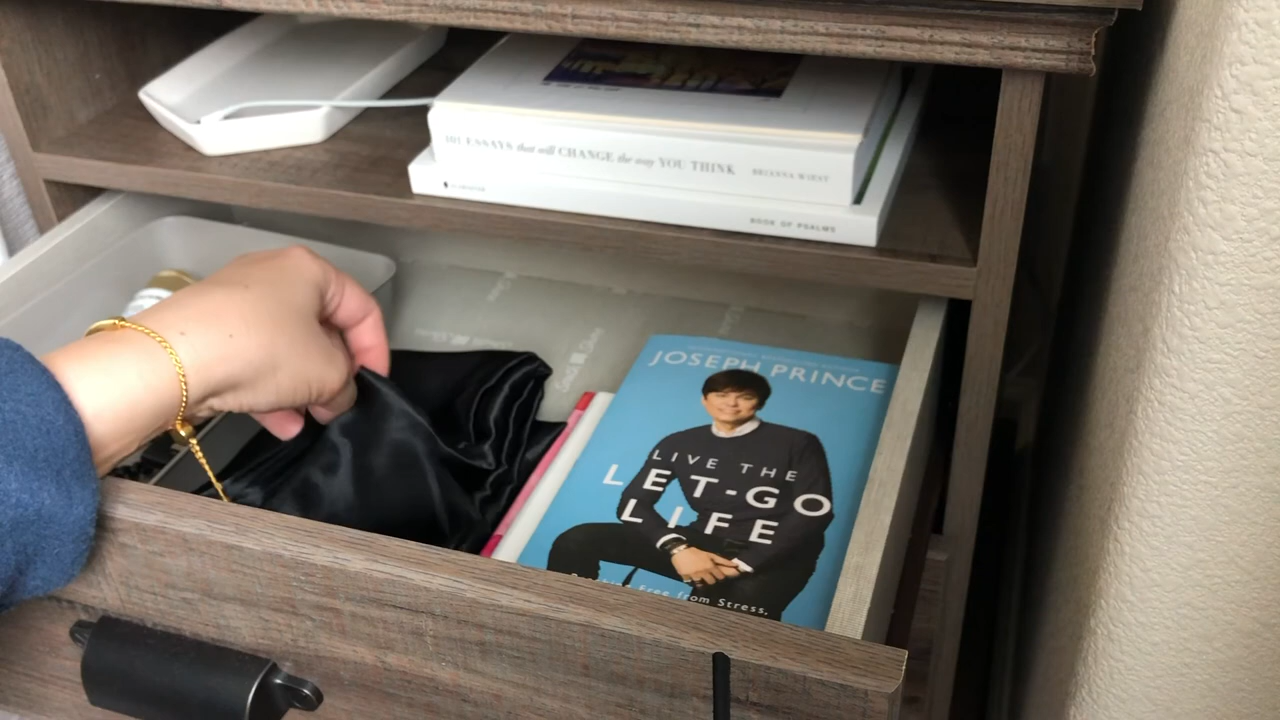 101 ESSAYS that will CHANGE the way YOU THINK BRIANNA WIEST
BOOK OF PSALMS
JOSEPH PRINCE
LIVE THE
LET-GO
LIFE
Free from Stress,